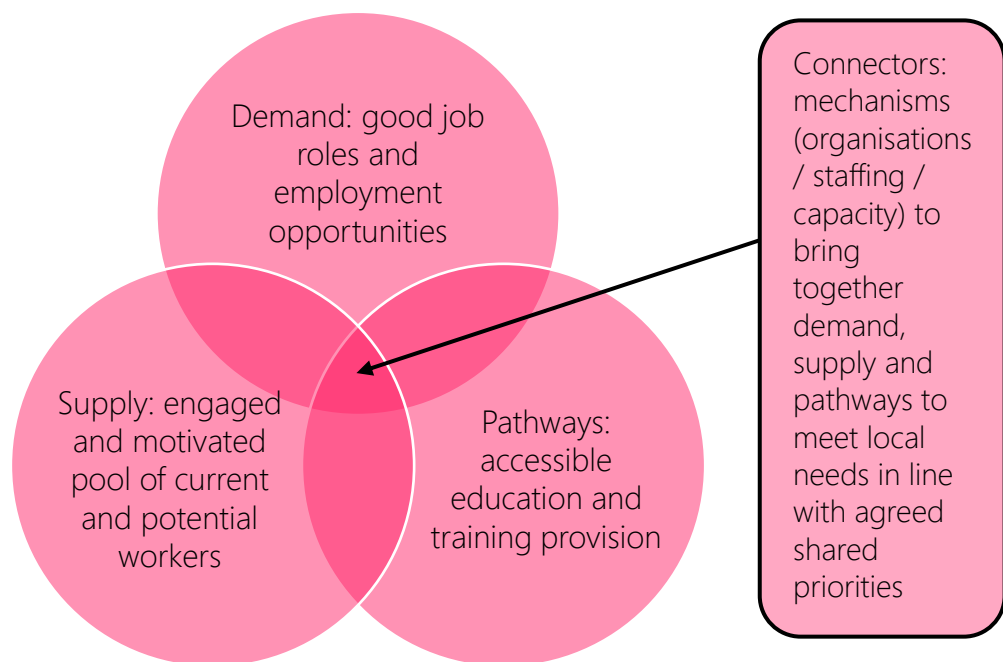 Demand: good job
roles and
employment
opportunities
Supply: engaged
and motivated
pool of current
and potential
workers
Pathways:
accessible
education and
training provision
Connectors:
mechanisms
(organisations
/ staffing /
capacity) to
bring
together
demand,
supply and
pathways to
meet local
needs in line
with agreed
shared
priorities